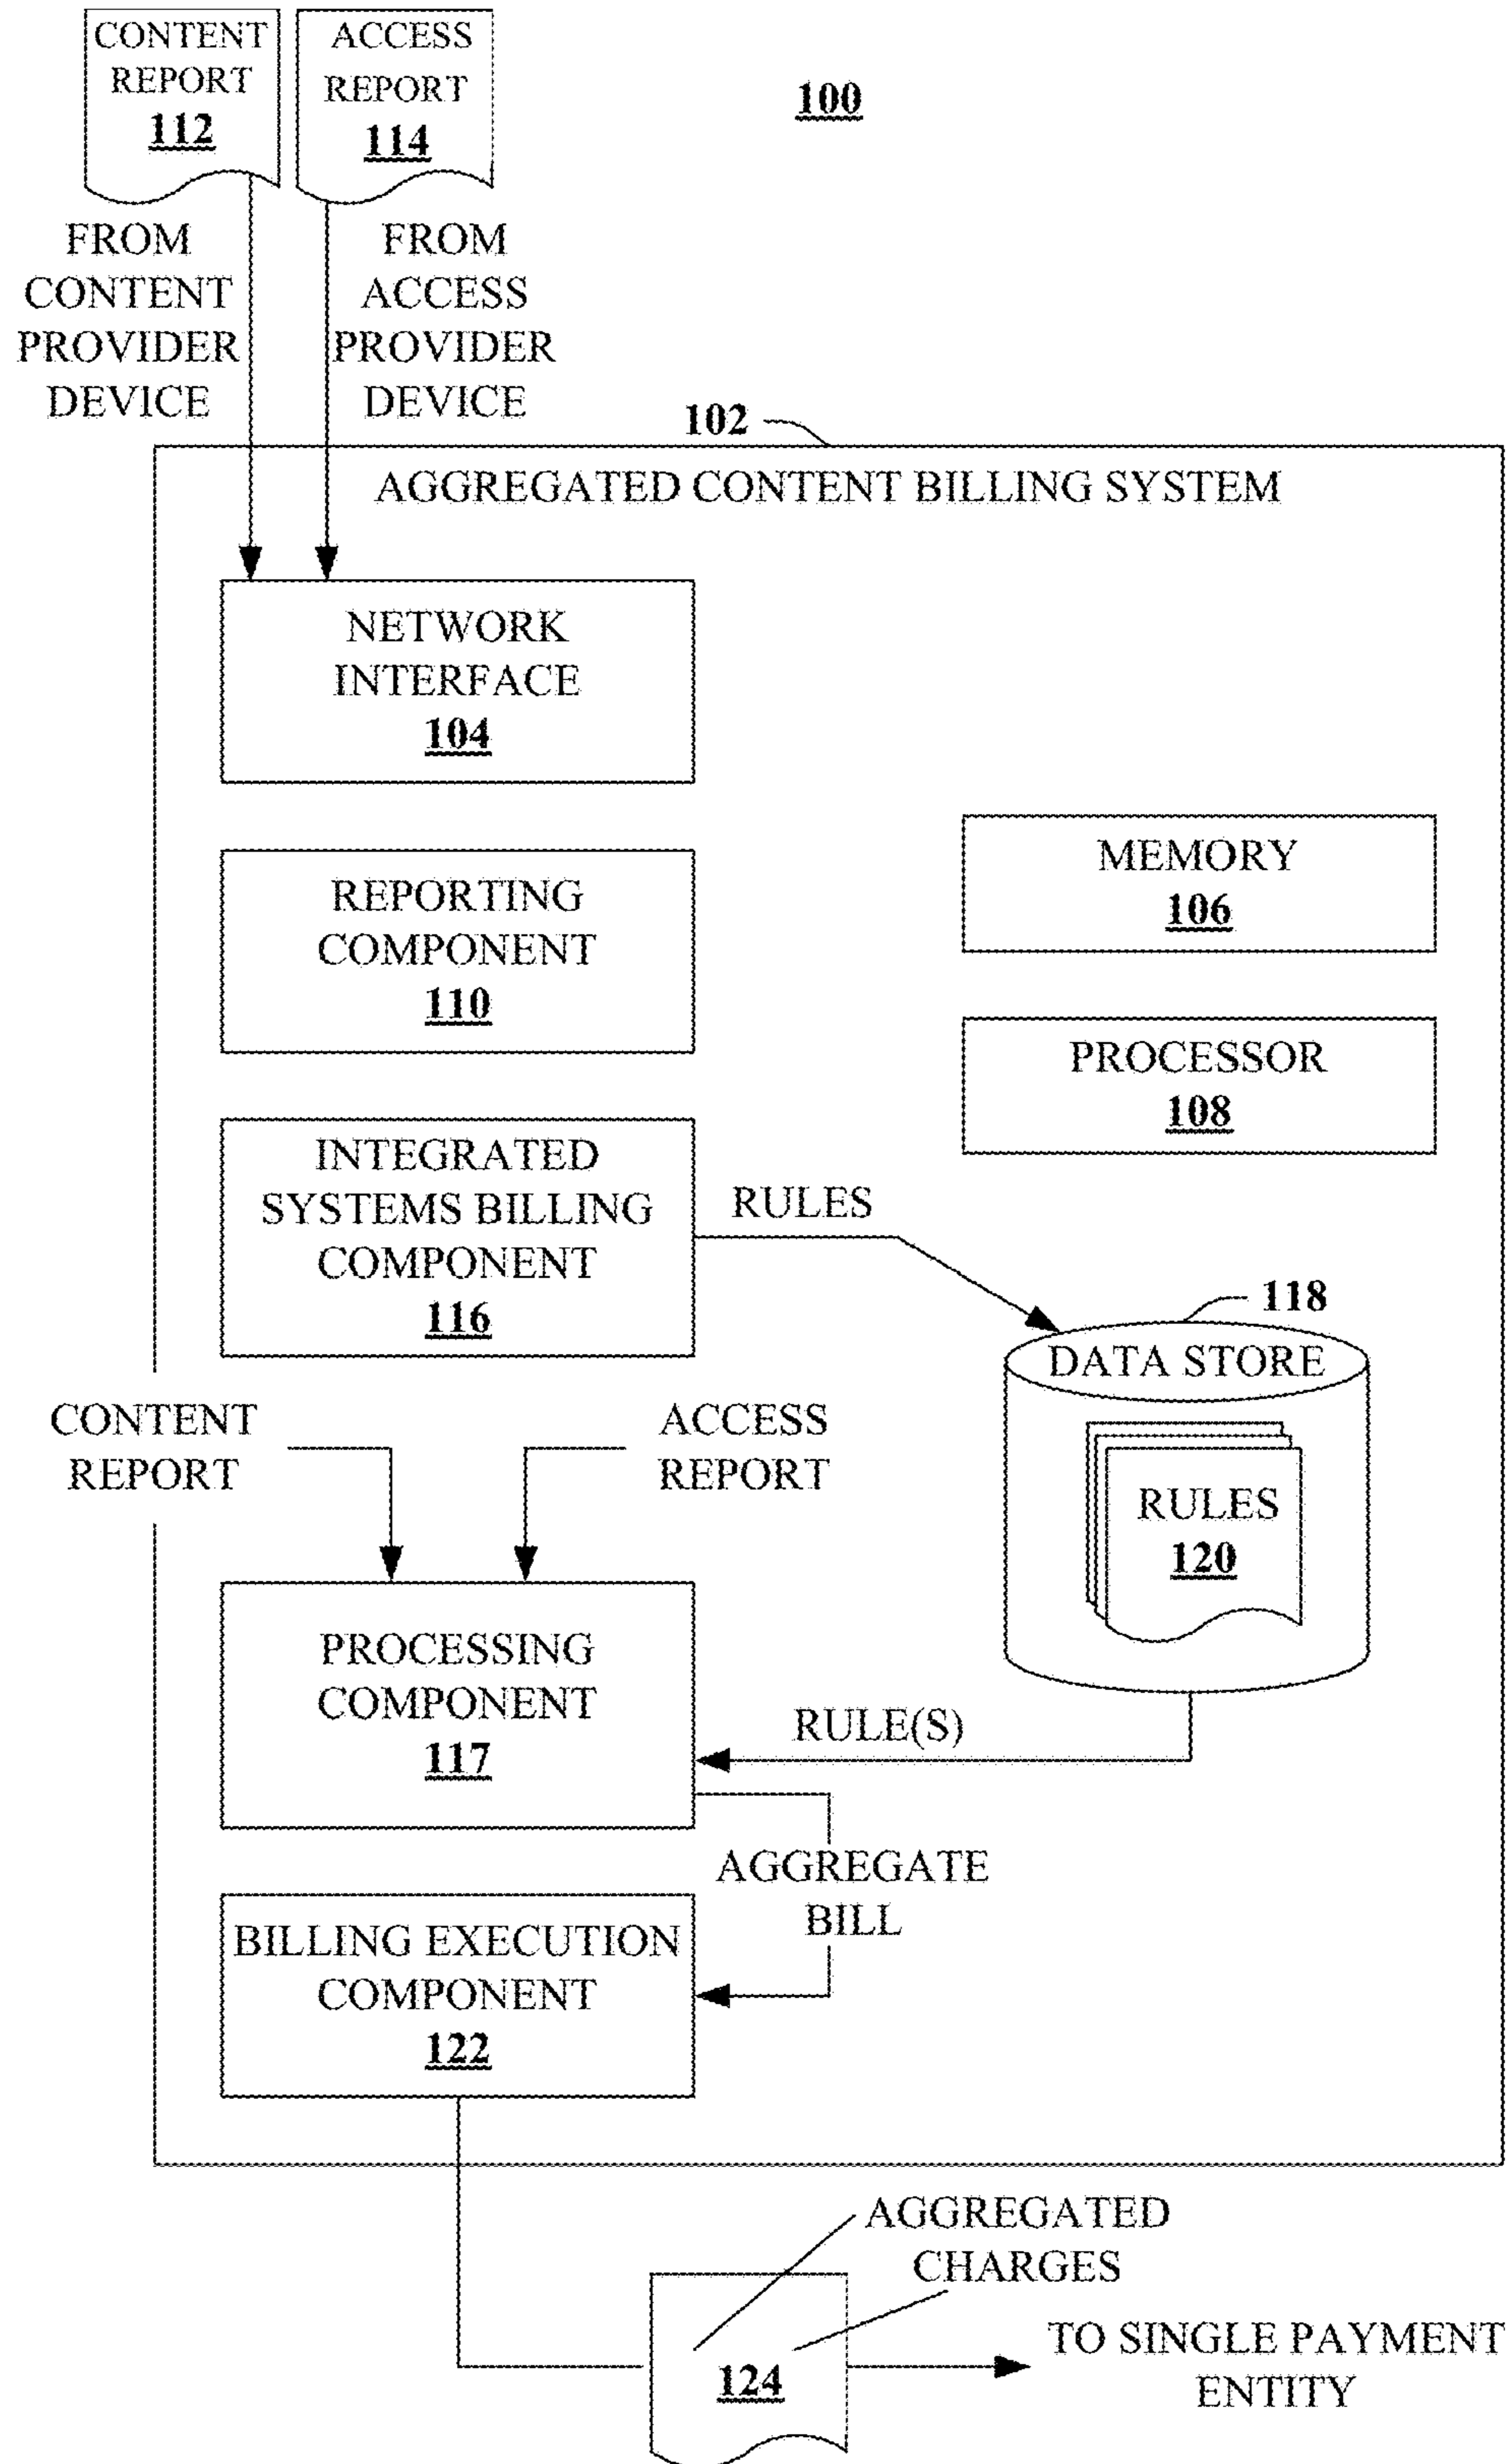 CONTENT
REPORT
112
ACCESS
REPORT
114
100
FROM
CONTENT
PROVIDER
DEVICE
FROM
ACCESS
PROVIDER
DEVICE
102
AGGREGATED CONTENT BILLING SYSTEM
NETWORK
INTERFACE
104
MEMORY
106
REPORTING
COMPONENT
110
PROCESSOR
108
INTEGRATED
SYSTEMS BILLING
COMPONENT
116
RULES
118
DATA STORE
RULES
120
CONTENT
REPORT
ACCESS
REPORT
PROCESSING
COMPONENT
117
RULE(S)
AGGREGATE
BILL
BILLING EXECUTION
COMPONENT
122
AGGREGATED
CHARGES
124
TO SINGLE PAYMENT
ENTITY